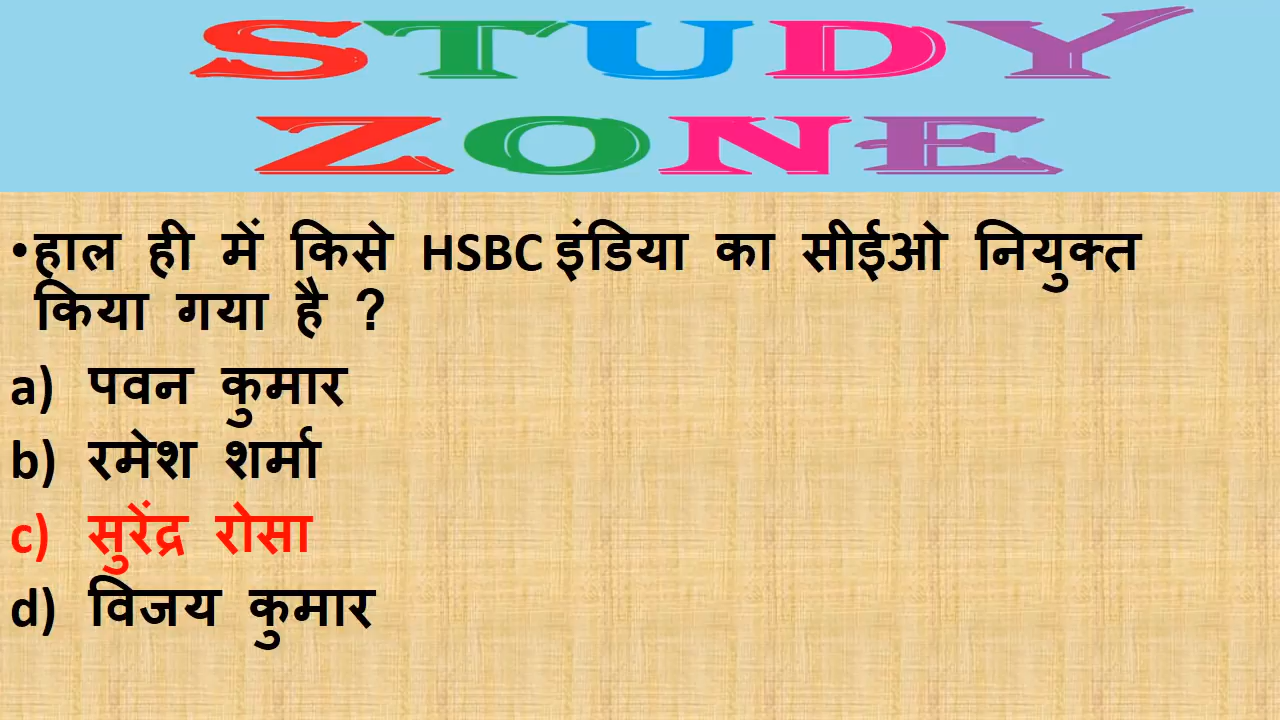 STUDY
ZONE
•हाल ही में किसे HSBC इंडिया का सीईओ नियुक्त
किया गया है ?
a) पवन कुमार
b) रमेश शर्मा
c) सुरेंद्र रोसा
d) विजय कुमार